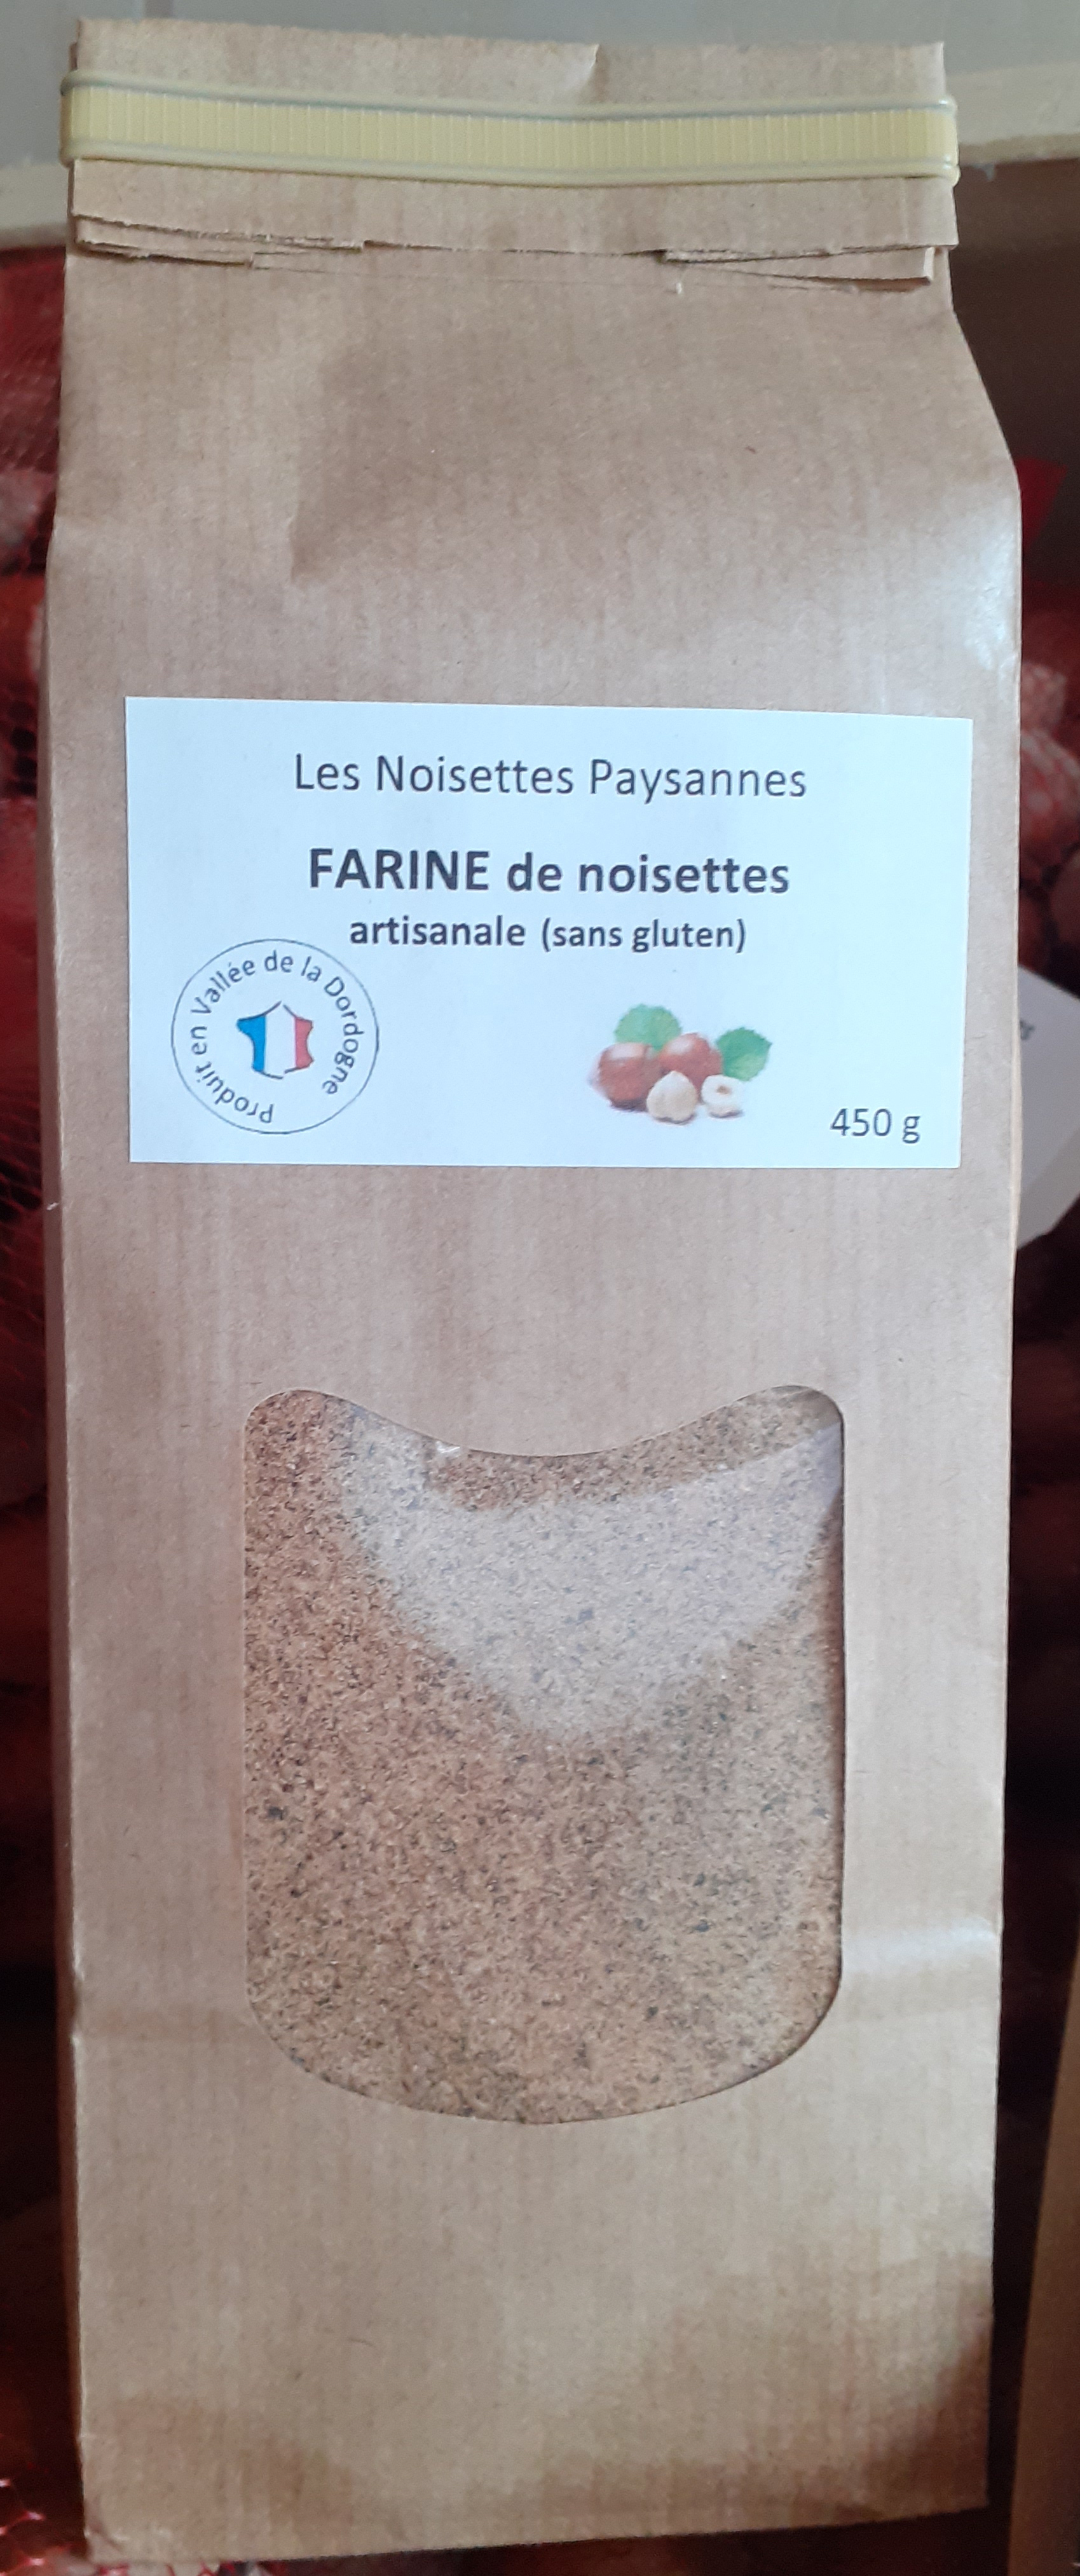 Les Noisettes Paysannes
FARINE de noisettes
artisanale (sans gluten)
Produit en Vallée de la Dordogne
450 g